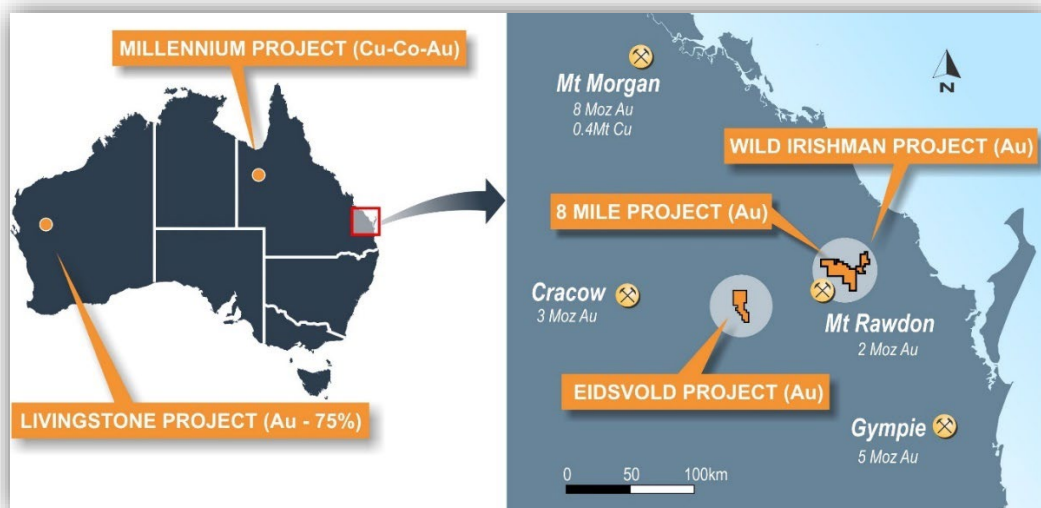 MILLENNIUM PROJECT (Cu-Co-Au)
LIVINGSTONE PROJECT (Au - 75%)
Mt Morgan
8 Moz Au
0.4Mt Cu
N
WILD IRISHMAN PROJECT (Au)
8 MILE PROJECT (Au)
Cracow
3 Moz Au
Mt Rawdon
2 Moz Au
EIDSVOLD PROJECT (Au)
Gympie
5 Moz Au
0 50 100km